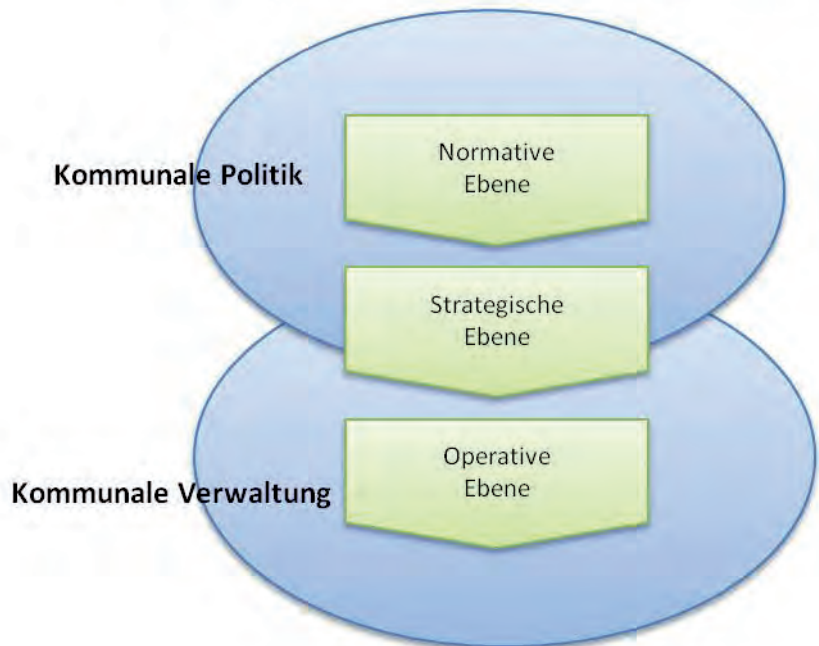 Kommunale Politik
Normative
Ebene
Strategische
Ebene
Operative
Ebene
Kommunale Verwaltung